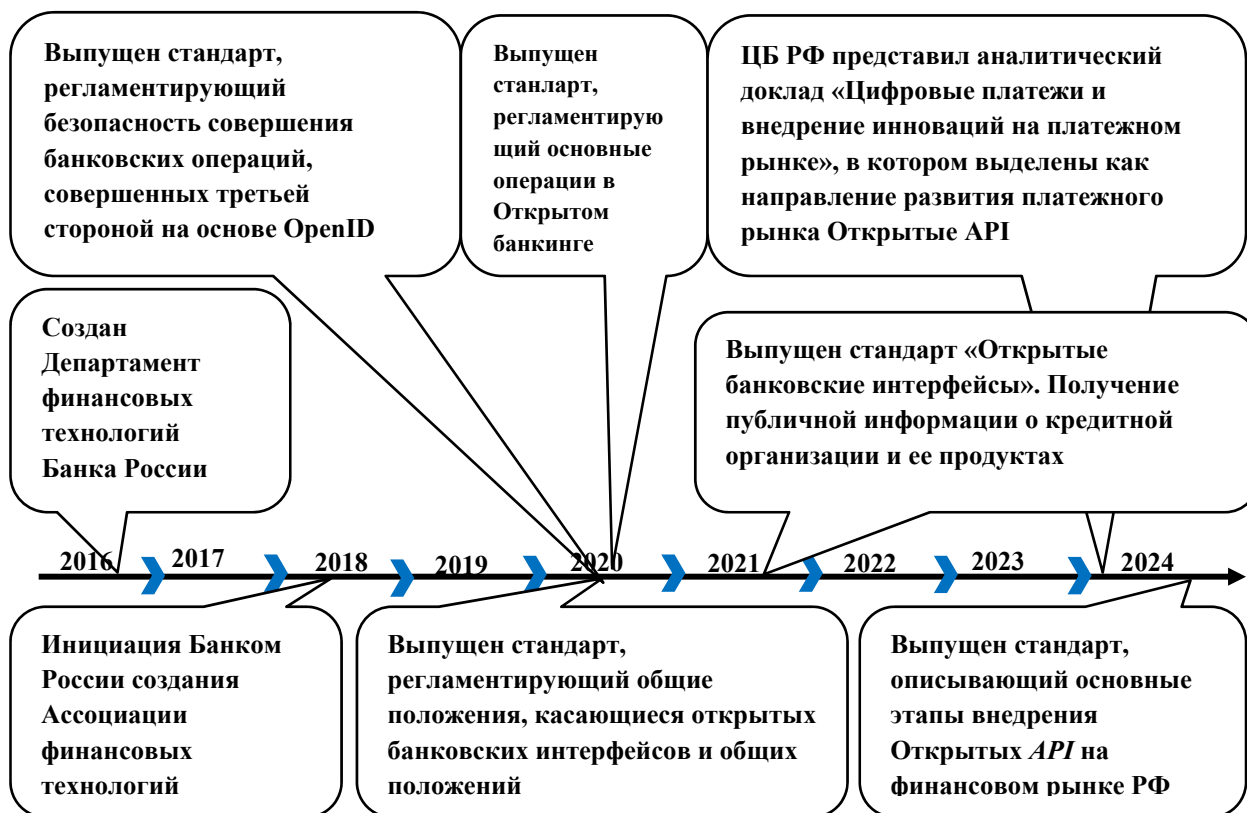 Выпущен стандарт,
регламентирующий
безопасность совершения
банковских операций,
совершенных третьей
стороной на основе OpenID
Выпущен
станларт,
регламентирую
щий основные
операции в
Открытом
банкинге
ЦБ РФ представил аналитический
доклад «Цифровые платежи и
внедрение инноваций на платежном
рынке», в котором выделены как
направление развития платежного
рынка Открытые API
Создан
Департамент
финансовых
технологий
Банка России
Выпущен стандарт «Открытые
банковские интерфейсы». Получение
публичной информации о кредитной
организации и ее продуктах
2016 2017 2018 2019 2020 2021 2022 2023 2024
Инициация Банком
России создания
Ассоциации
финансовых
технологий
Выпущен стандарт,
регламентирующий общие
положения, касающиеся открытых
банковских интерфейсов и общих
положений
Выпущен стандарт,
описывающий основные
этапы внедрения
Открытых API на
финансовом рынке РФ